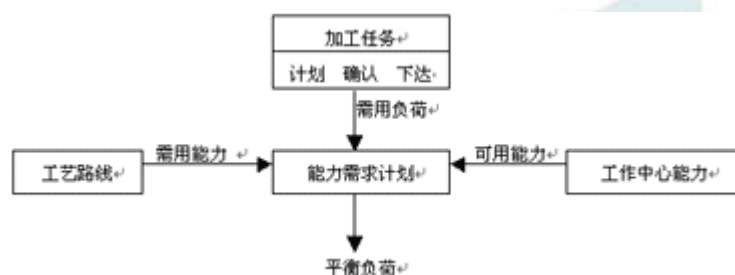 加工任务
计划 确认 下达
需用负荷
需用能力
可用能力
工艺路线
能力需求计划
工作中心能力
平衡负荷